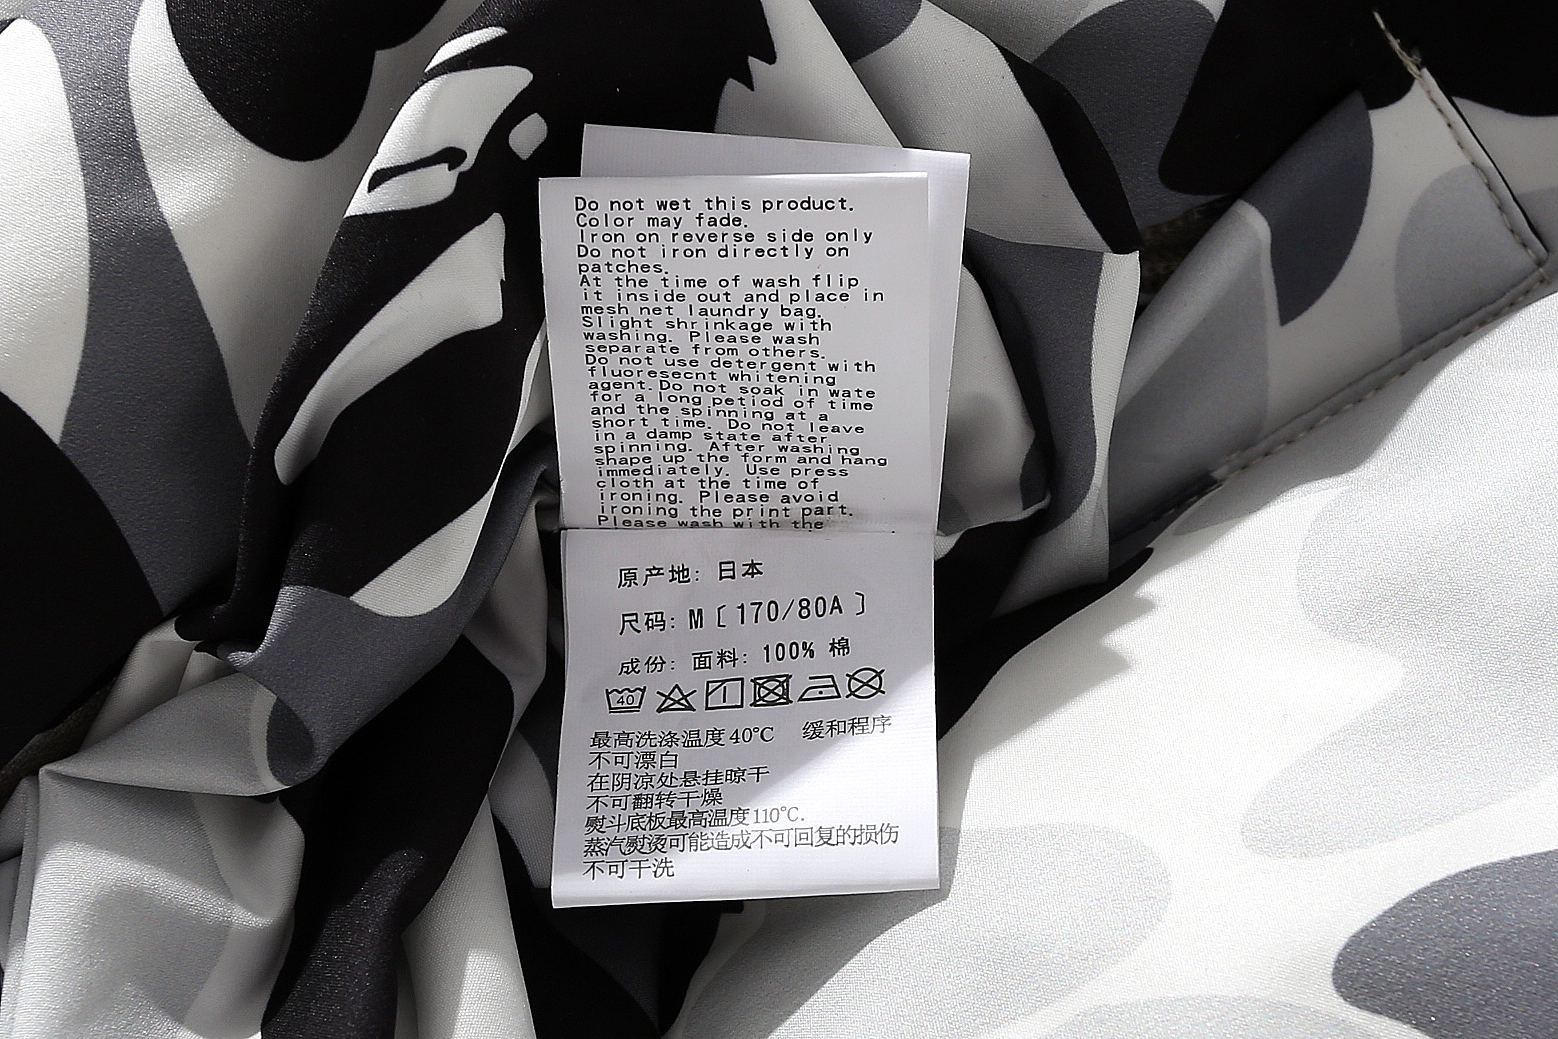 Do not wet this product.
Color may fade.
Iron on reverse side only
Do not iron directly on
patches.
At the time of wash flip
it inside out and place in
mesh net laundry bag.
Slight shrinkage with
washing. Please wash
separate from others.
Do not use detergent with
fluoresecnt whitening
agent. Do not soak in wate
for a long petiod of time
and the spinning at a
short time. Do not leave
in a damp state after
spinning. After washing
shape up the form and hang
immediately. Use press
cloth at the time of
ironing. Please avoid
ironing the print part.
Please wash with the
原产地: 日本
尺码: M〔170/80A〕
成份: 面料: 100% 棉
40
最高洗涤温度40℃ 缓和程序
不可漂白
在阴凉处悬挂晾干
不可翻转干燥
熨斗底板最高温度110℃.
蒸汽熨烫可能造成不可回复的损伤
不可干洗